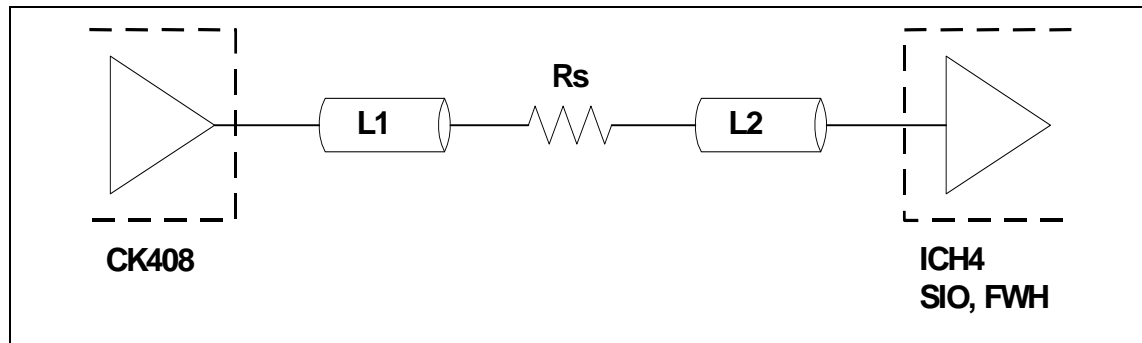 Rs
L1
L2
CK408
ICH4
SIO, FWH